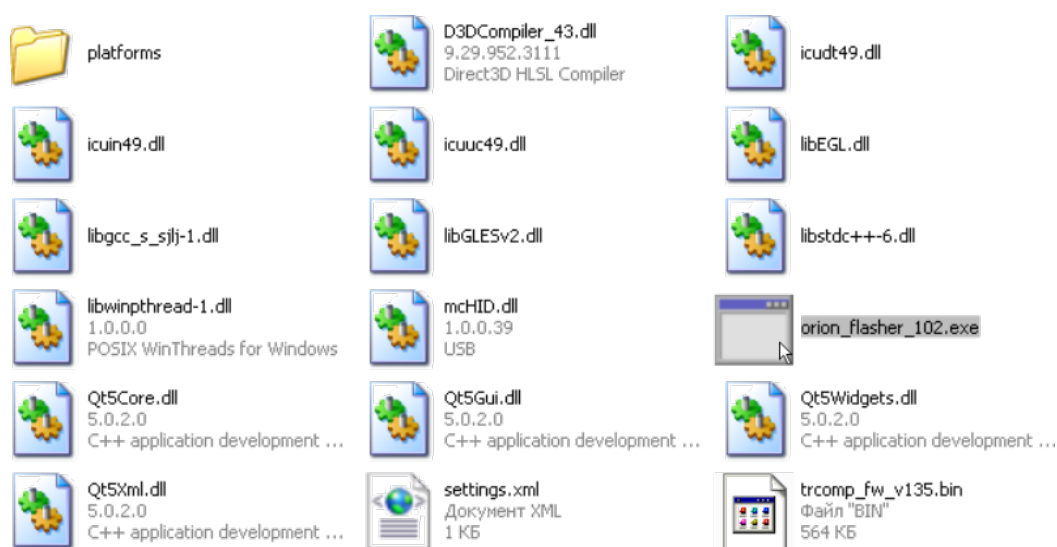 platforms
D3DCompiler_43.dll
9.29.952.3111
Direct3D HLSL Compiler
icudt49.dll
icuin49.dll
icuuc49.dll
libEGL.dll
libgcc_s_sjlj-1.dll
libGLESv2.dll
libstdc++-6.dll
libwinpthread-1.dll
1.0.0.0
POSIX WinThreads for Windows
mcHID.dll
1.0.0.39
USB
orion_flasher_102.exe
Qt5Core.dll
5.0.2.0
C++ application development ...
Qt5Gui.dll
5.0.2.0
C++ application development ...
Qt5Widgets.dll
5.0.2.0
C++ application development ...
Qt5Xml.dll
5.0.2.0
C++ application development ...
settings.xml
Документ XML
1 КБ
trcomp_fw_v135.bin
Файл "BIN"
564 КБ